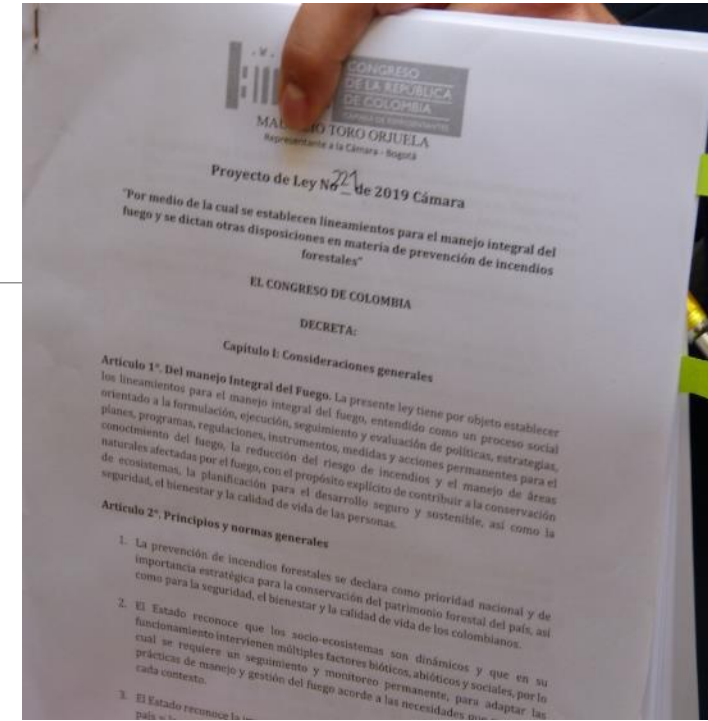 CONGRESO
DE LA REPÚBLICA
DE COLOMBIA
CÁMARA DE REPRESENTANTES
TORO ORJUELA
Representante a la Cámara - Bogotá
Proyecto de Ley No 221 de 2019 Cámara
"Por medio de la cual se establecen lineamientos para el manejo integral del
fuego y se dictan otras disposiciones en materia de prevención de incendios
forestales"
EL CONGRESO DE COLOMBIA
DECRETA:
Capítulo I: Consideraciones generales
Artículo 1°. Del manejo Integral del Fuego. La presente ley tiene por objeto establecer
los lineamientos para el manejo integral del fuego, entendido como un proceso social
orientado a la formulación, ejecución, seguimiento y evaluación de políticas, estrategias,
planes, programas, regulaciones, instrumentos, medidas y acciones permanentes para el
conocimiento del fuego, la reducción del riesgo de incendios y el manejo de áreas
naturales afectadas por el fuego, con el propósito explícito de contribuir a la conservación
de ecosistemas, la planificación para el desarrollo seguro y sostenible, así como la
seguridad, el bienestar y la calidad de vida de las personas.
Artículo 2°. Principios y normas generales
1. La prevención de incendios forestales se declara como prioridad nacional y de
importancia estratégica para la conservación del patrimonio forestal del país, así
como para la seguridad, el bienestar y la calidad de vida de los colombianos.
2. El Estado reconoce que los socio-ecosistemas son dinámicos y que en su
funcionamiento intervienen múltiples factores bióticos, abióticos y sociales, por lo
cual se requiere un seguimiento y monitoreo permanente, para adaptar las
prácticas de manejo y gestión del fuego acorde a las necesidades que
cada contexto.
3. El Estado reconoce la
país y